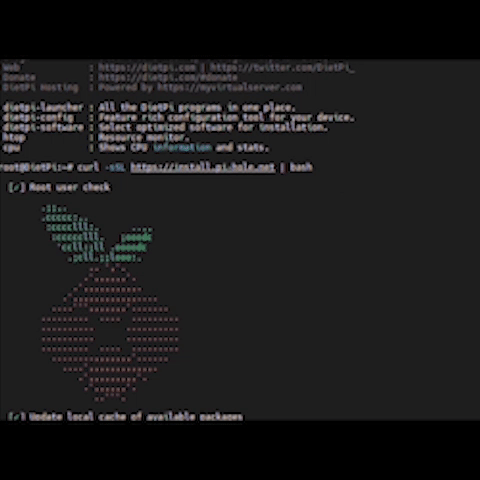 Web : https://dietpi.com | https://twitter.com/DietPi_
Donate : https://dietpi.com/#donate
DietPi Hosting : Powered by https://myvirtualserver.com
dietpi-launcher : All the DietPi programs in one place.
dietpi-config : Feature rich configuration tool for your device.
dietpi-software : Select optimized software for installation.
htop : Resource monitor.
cpu : Shows CPU information and stats.
root@DietPi:~# curl -sSL https://install.pi-hole.net | bash
[✓] Root user check
[✓] Update local cache of available packages